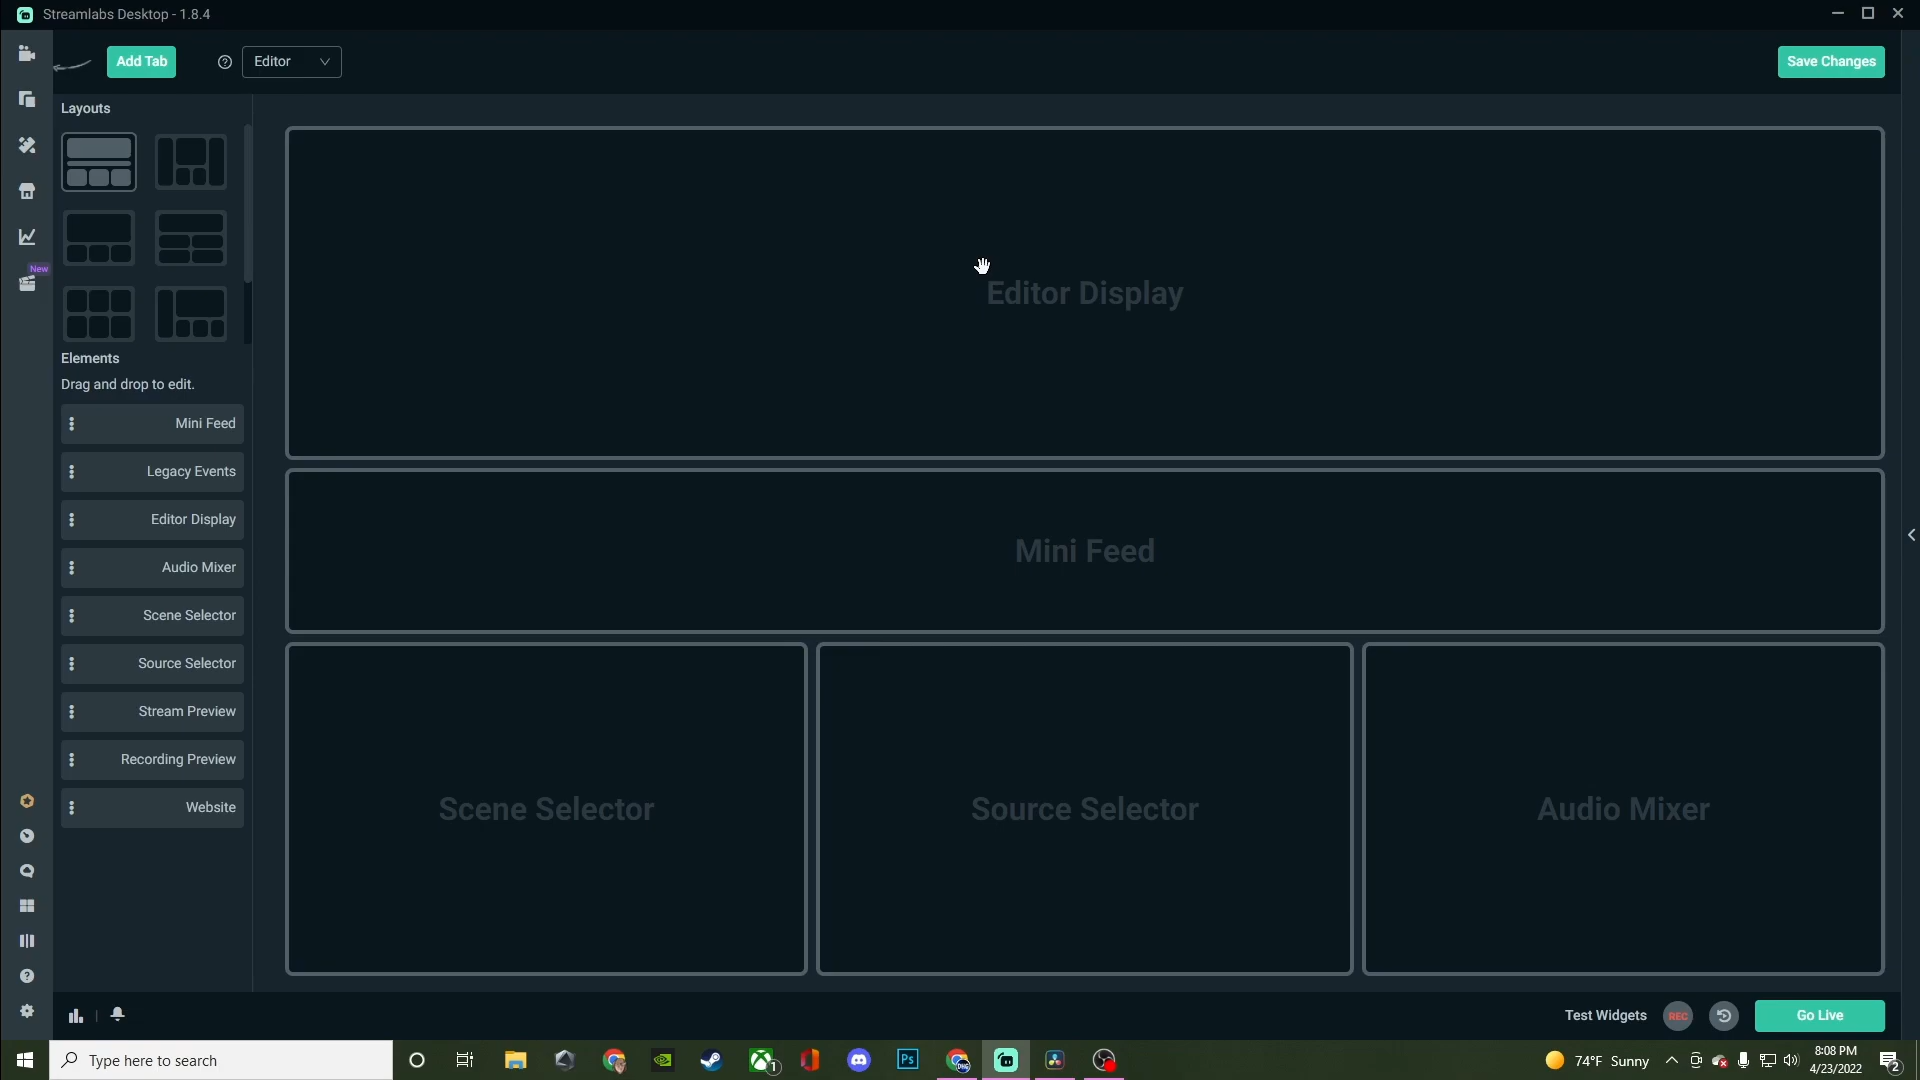 Streamlabs Desktop - 1.8.4
Add Tab
Editor
Save Changes
Layouts
New
Elements
Drag and drop to edit.
Mini Feed
Legacy Events
Editor Display
Audio Mixer
Scene Selector
Source Selector
Stream Preview
Recording Preview
Website
Editor Display
Mini Feed
Scene Selector
Source Selector
Audio Mixer
Test Widgets
REC
Go Live
Type here to search
1
Ps
74°F Sunny
8:08 PM
4/23/2022
2